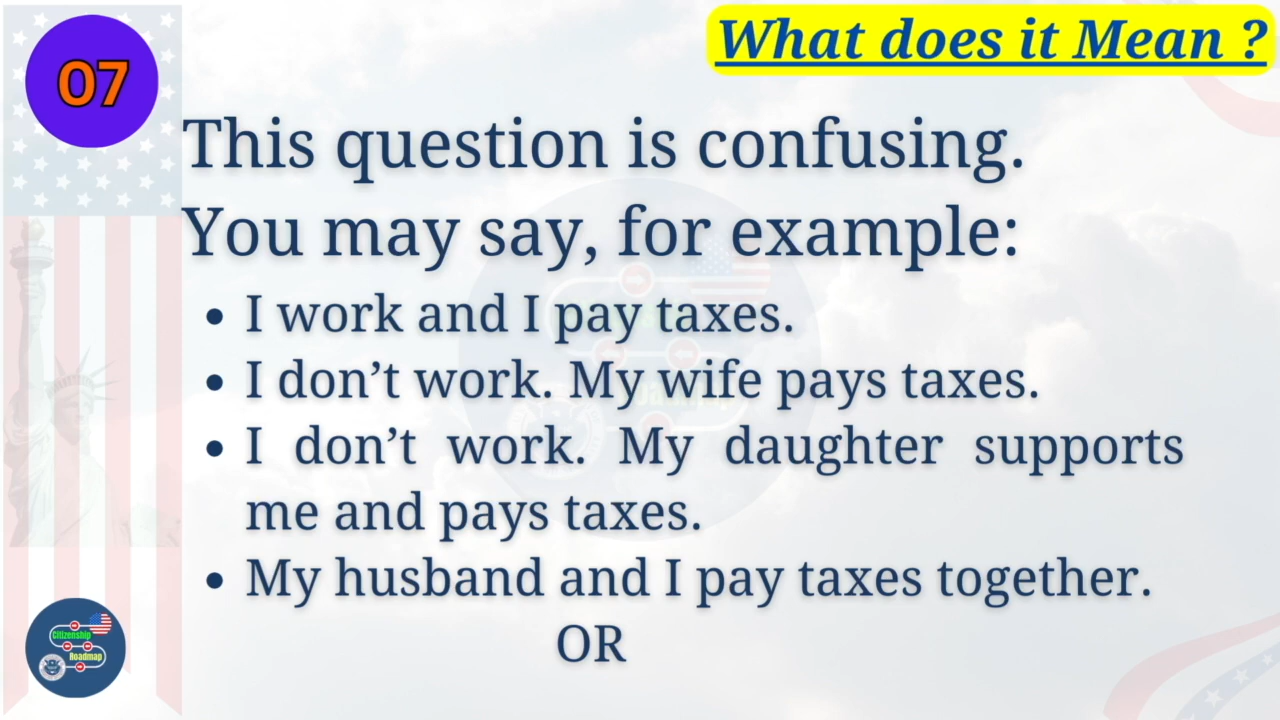 07
What does it Mean ?
This question is confusing.
You may say, for example:
• I work and I pay taxes.
• I don’t work. My wife pays taxes.
• I don’t work. My daughter supports
me and pays taxes.
• My husband and I pay taxes together.
OR
Citizenship
Roadmap